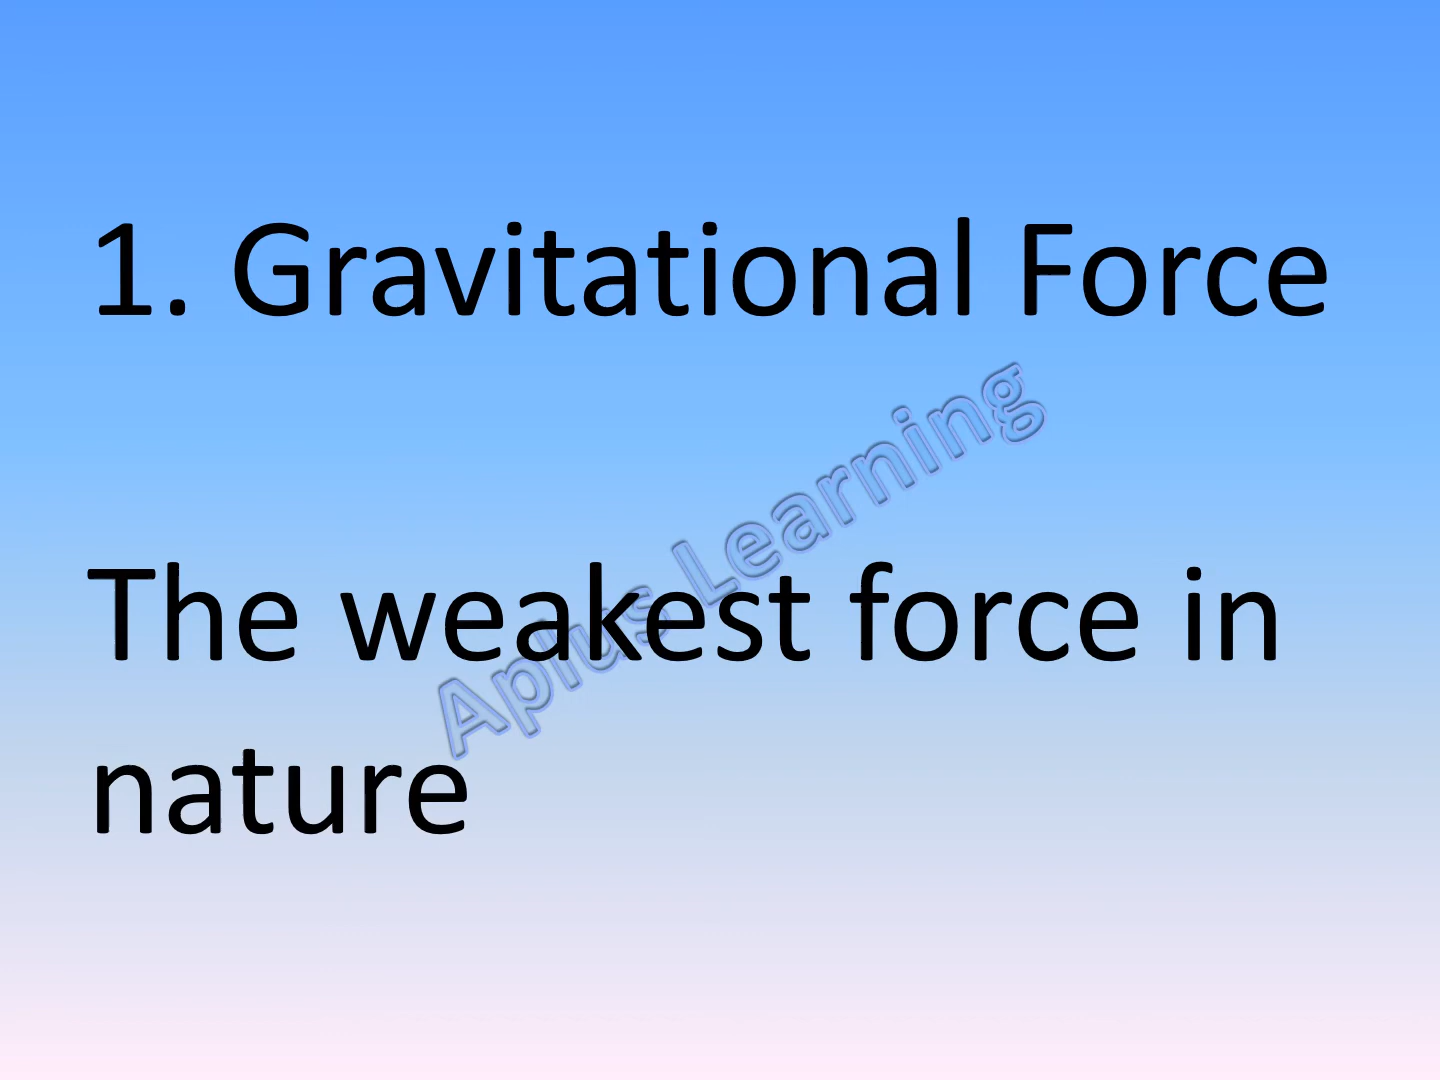 1. Gravitational Force
Aplus Learning
The weakest force in
nature